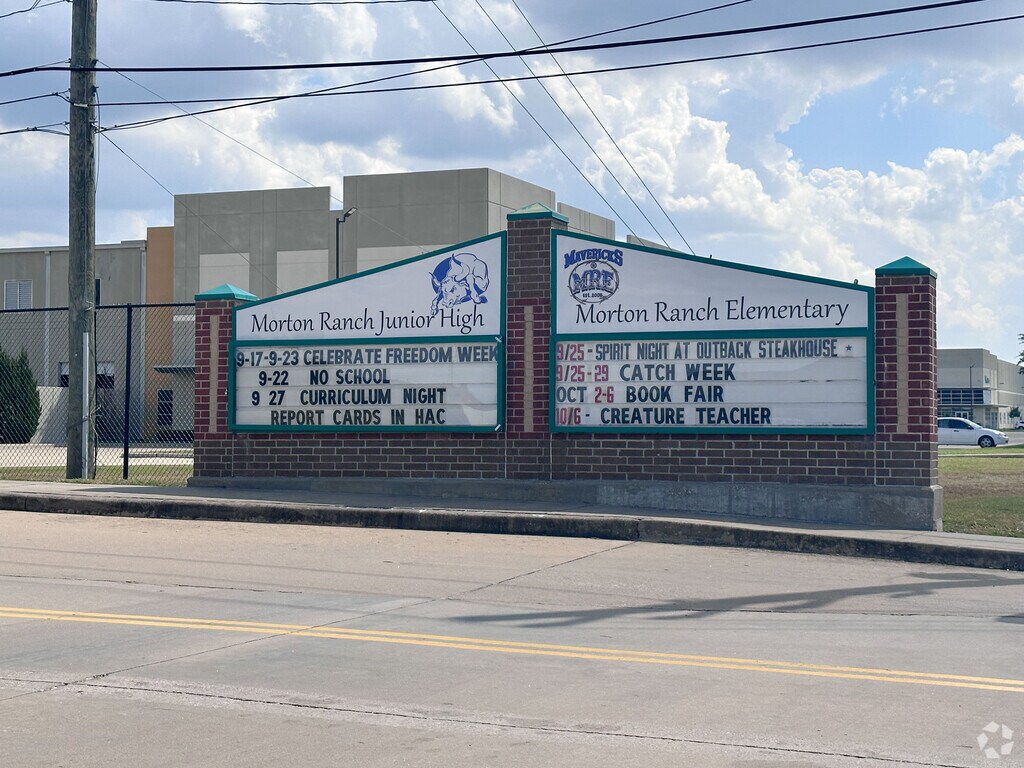 Morton Ranch Junior High
9-17-9-23 CELEBRATE FREEDOM WEEK
9-22 NO SCHOOL
9 27 CURRICULUM NIGHT
REPORT CARDS IN HAC
MAVERICKS
MRE
EST. 2008
Morton Ranch Elementary
9/25 - SPIRIT NIGHT AT OUTBACK STEAKHOUSE ★
9/25-29 CATCH WEEK
OCT 2-6 BOOK FAIR
10/6 - CREATURE TEACHER